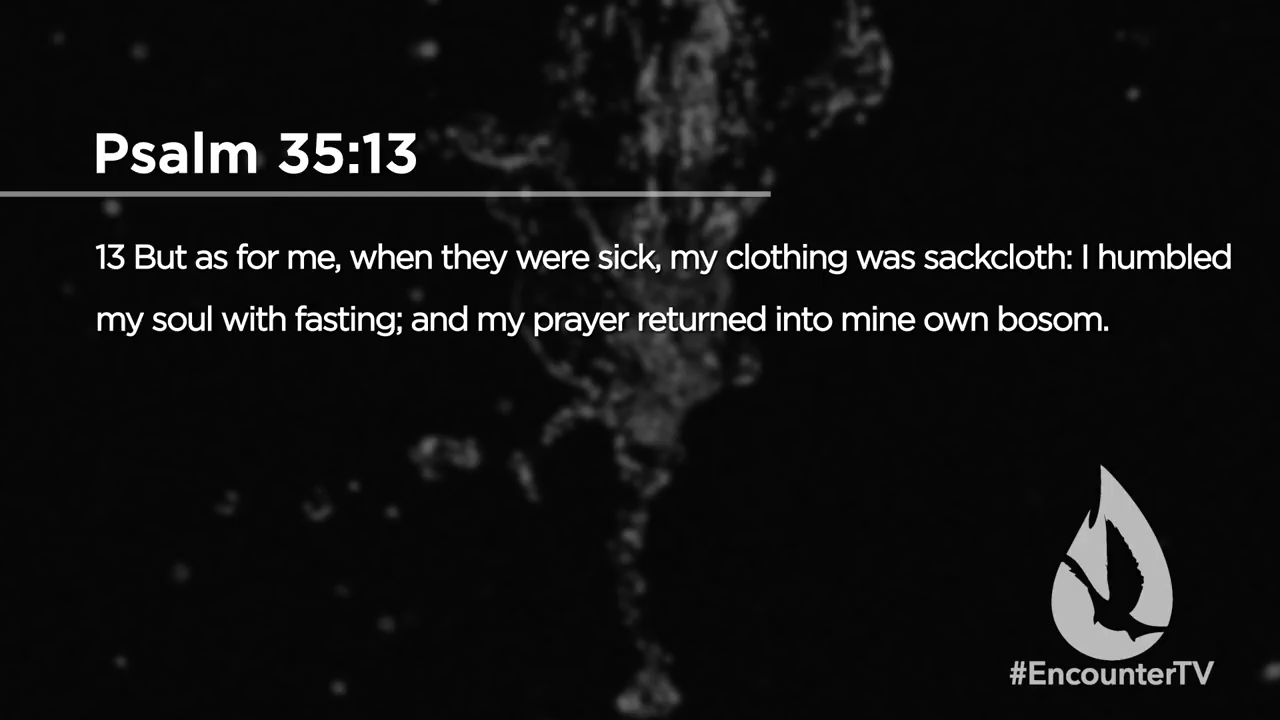 Psalm 35:13
13 But as for me, when they were sick, my clothing was sackcloth: I humbled
my soul with fasting; and my prayer returned into mine own bosom.
#EncounterTV